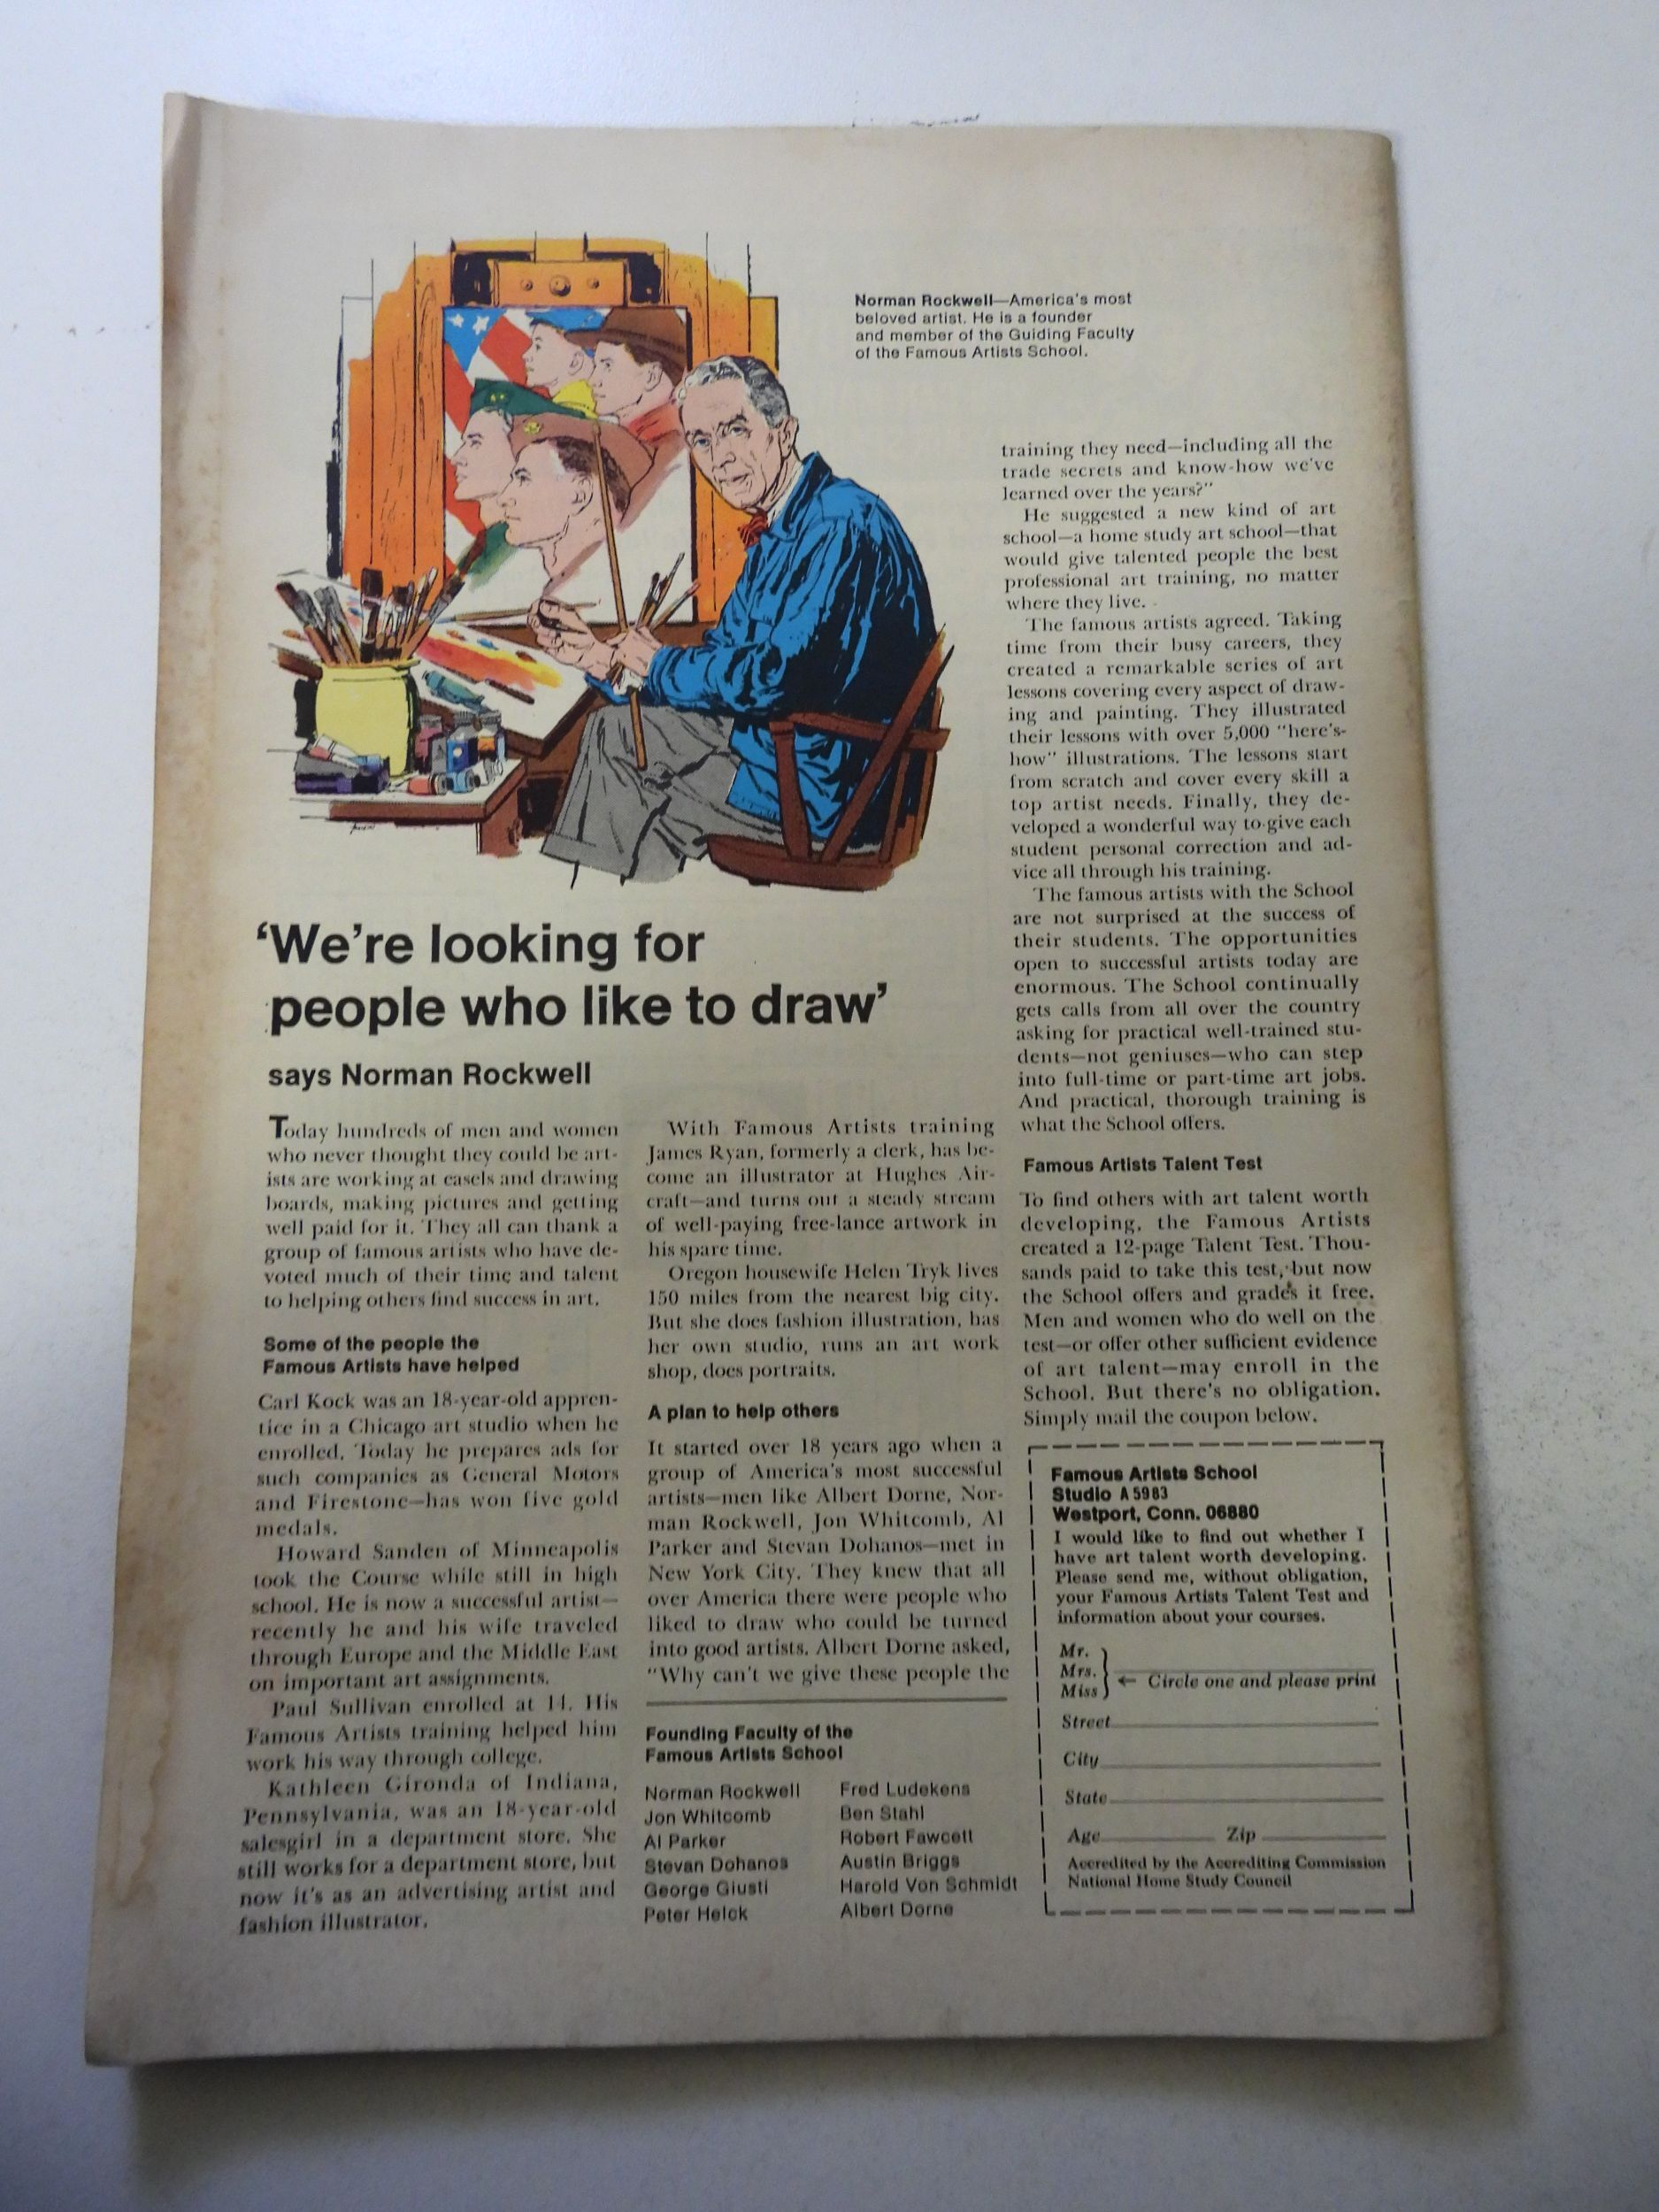 Norman Rockwell—America's most
beloved artist. He is a founder
and member of the Guiding Faculty
of the Famous Artists School.
'We're looking for
people who like to draw'
says Norman Rockwell
Today hundreds of men and women
who never thought they could be art-
ists are working at easels and drawing
boards, making pictures and getting
well paid for it. They all can thank a
group of famous artists who have de-
voted much of their time and talent
to helping others find success in art.
Some of the people the
Famous Artists have helped
Carl Kock was an 18-year-old appren-
tice in a Chicago art studio when he
enrolled. Today he prepares ads for
such companies as General Motors
and Firestone—has won five gold
medals.
Howard Sanden of Minneapolis
took the Course while still in high
school. He is now a successful artist—
recently he and his wife traveled
through Europe and the Middle East
on important art assignments.
Paul Sullivan enrolled at 14. His
Famous Artists training helped him
work his way through college.
Kathleen Gironda of Indiana,
Pennsylvania, was an 18-year-old
salesgirl in a department store. She
still works for a department store, but
now it's as an advertising artist and
fashion illustrator.
With Famous Artists training
James Ryan, formerly a clerk, has be-
come an illustrator at Hughes Air-
craft—and turns out a steady stream
of well-paying free-lance artwork in
his spare time.
Oregon housewife Helen Tryk lives
150 miles from the nearest big city.
But she does fashion illustration, has
her own studio, runs an art work
shop, does portraits.
A plan to help others
It started over 18 years ago when a
group of America's most successful
artists—men like Albert Dorne, Nor-
man Rockwell, Jon Whitcomb, Al
Parker and Stevan Dohanos—met in
New York City. They knew that all
over America there were people who
liked to draw who could be turned
into good artists. Albert Dorne asked,
"Why can't we give these people the
Founding Faculty of the
Famous Artists School
Norman Rockwell
Jon Whitcomb
Al Parker
Stevan Dohanos
George Giusti
Peter Helck
Fred Ludekens
Ben Stahl
Robert Fawcett
Austin Briggs
Harold Von Schmidt
Albert Dorne
training they need—including all the
trade secrets and know-how we've
learned over the years?"
He suggested a new kind of art
school—a home study art school—that
would give talented people the best
professional art training, no matter
where they live.
The famous artists agreed. Taking
time from their busy careers, they
created a remarkable series of art
lessons covering every aspect of draw-
ing and painting. They illustrated
their lessons with over 5,000 "here's-
how" illustrations. The lessons start
from scratch and cover every skill a
top artist needs. Finally, they de-
veloped a wonderful way to give each
student personal correction and ad-
vice all through his training.
The famous artists with the School
are not surprised at the success of
their students. The opportunities
open to successful artists today are
enormous. The School continually
gets calls from all over the country
asking for practical well-trained stu-
dents—not geniuses—who can step
into full-time or part-time art jobs.
And practical, thorough training is
what the School offers.
Famous Artists Talent Test
To find others with art talent worth
developing, the Famous Artists
created a 12-page Talent Test. Thou-
sands paid to take this test, but now
the School offers and grades it free.
Men and women who do well on the
test—or offer other sufficient evidence
of art talent—may enroll in the
School. But there's no obligation.
Simply mail the coupon below.
Famous Artists School
Studio A 5983
Westport, Conn. 06880
I would like to find out whether I
have art talent worth developing.
Please send me, without obligation,
your Famous Artists Talent Test and
information about your courses.
Mr.
Mrs.
Miss
← Circle one and please print
Street
City
State
Age Zip
Accredited by the Accrediting Commission
National Home Study Council